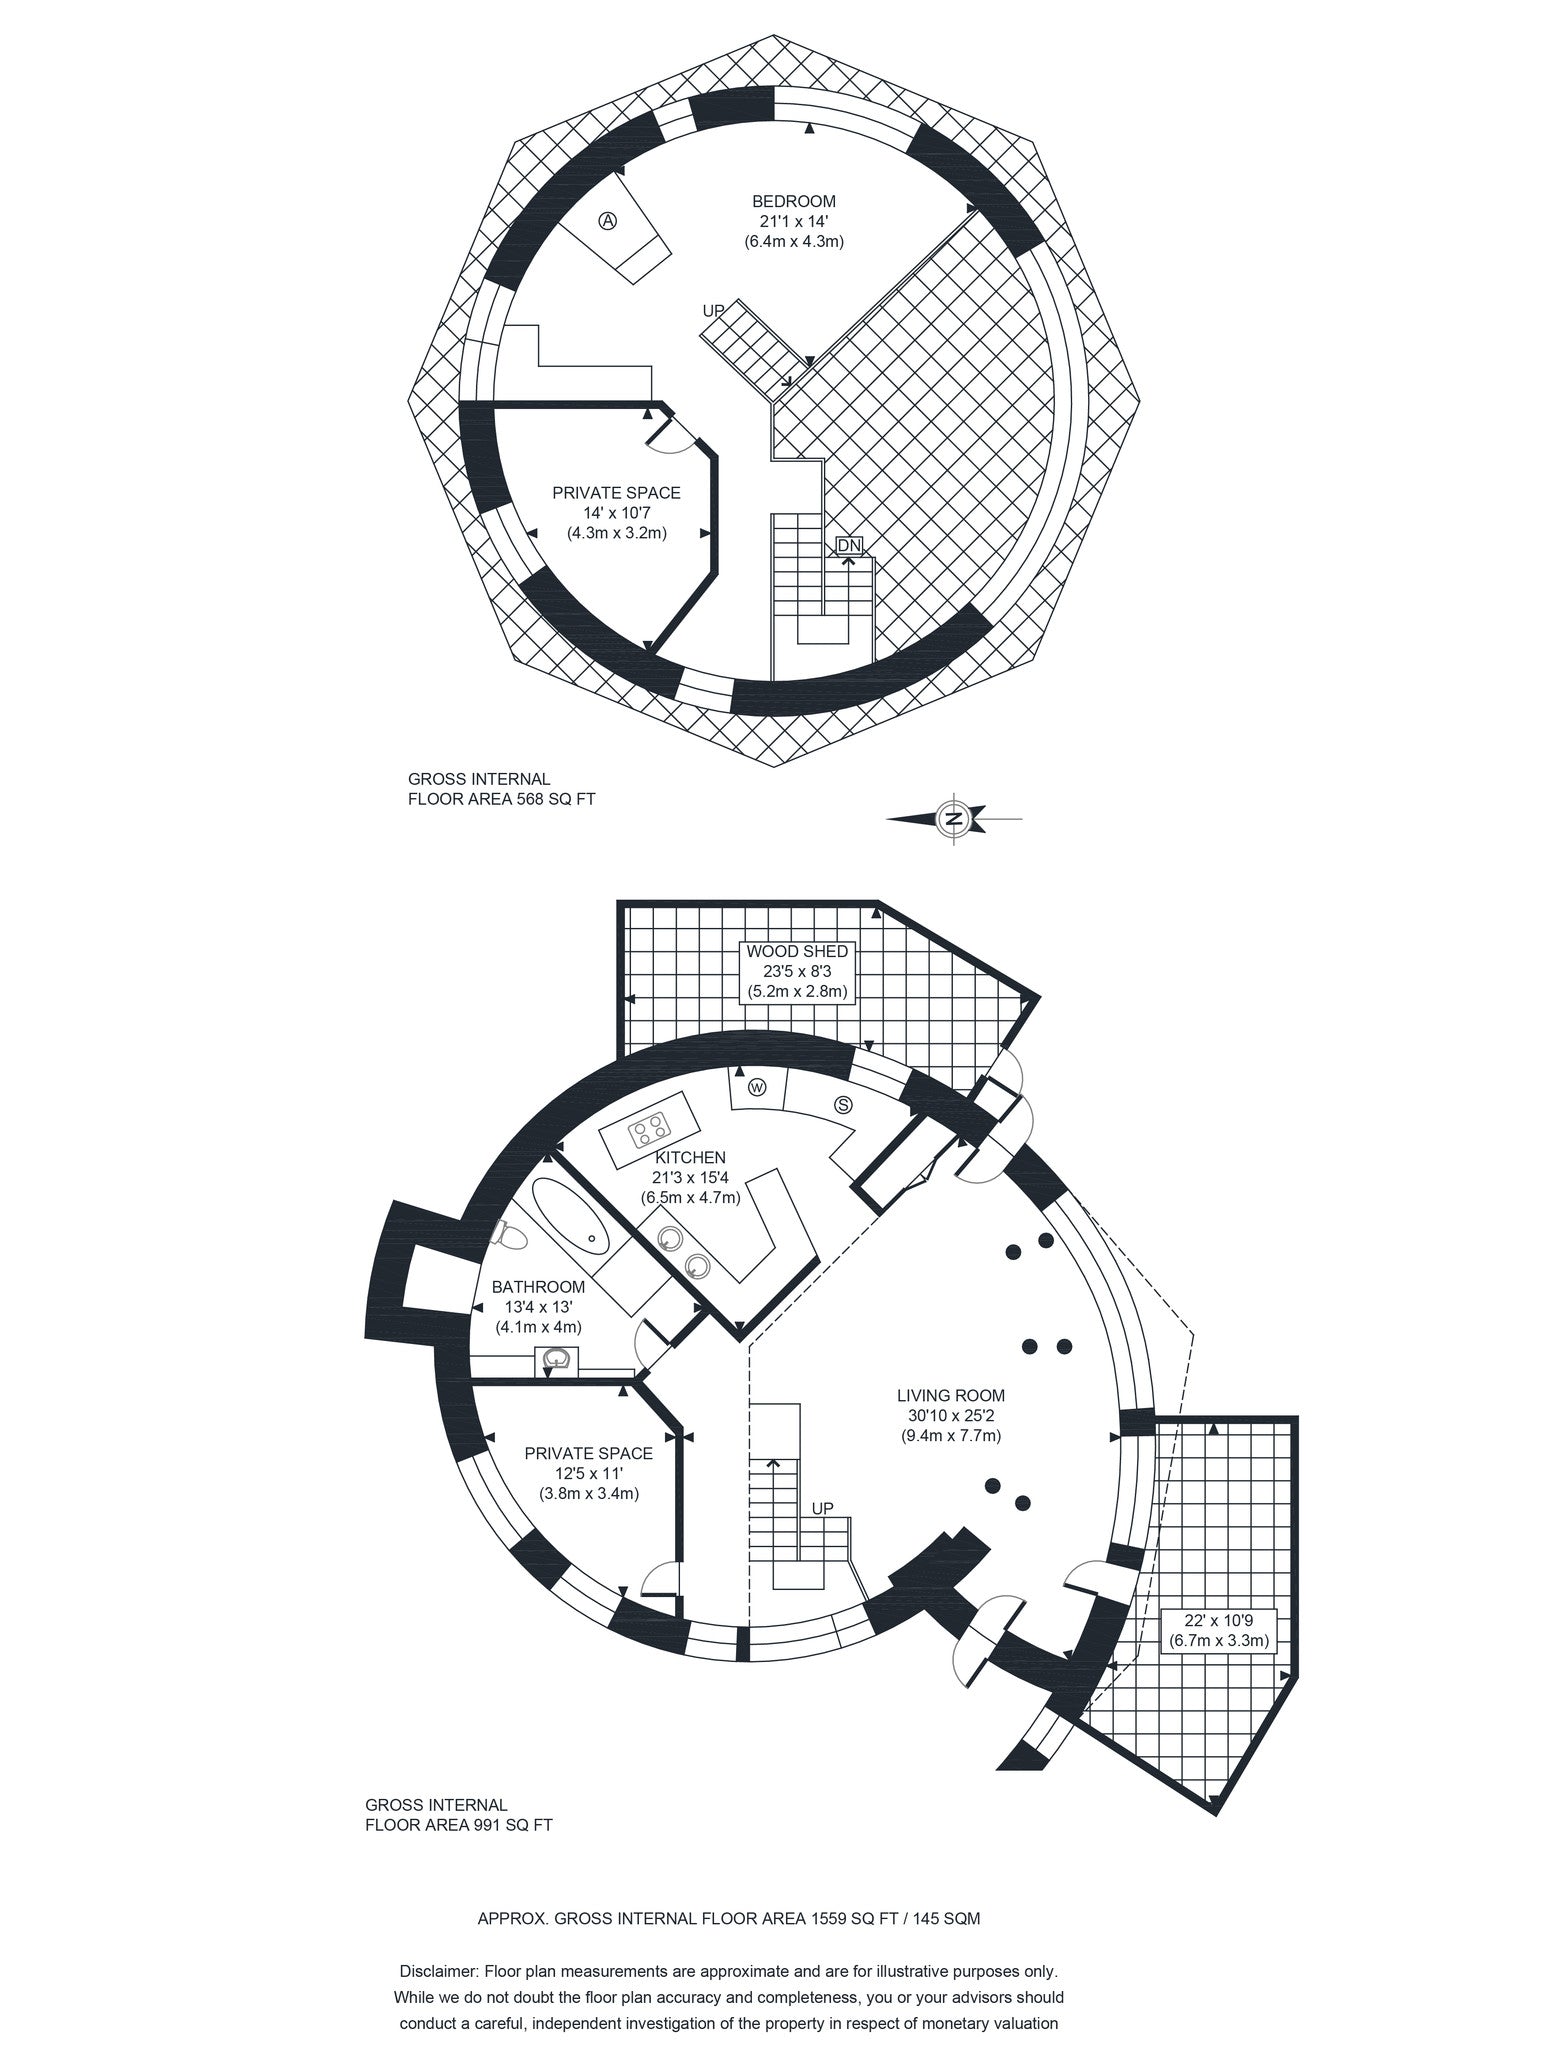 A
BEDROOM
21'1 x 14'
(6.4m x 4.3m)
UP
PRIVATE SPACE
14' x 10'7
(4.3m x 3.2m)
DN
GROSS INTERNAL
FLOOR AREA 568 SQ FT
N
WOOD SHED
23'5 x 8'3
(5.2m x 2.8m)
W
S
KITCHEN
21'3 x 15'4
(6.5m x 4.7m)
BATHROOM
13'4 x 13'
(4.1m x 4m)
LIVING ROOM
30'10 x 25'2
(9.4m x 7.7m)
PRIVATE SPACE
12'5 x 11'
(3.8m x 3.4m)
UP
22' x 10'9
(6.7m x 3.3m)
GROSS INTERNAL
FLOOR AREA 991 SQ FT
APPROX. GROSS INTERNAL FLOOR AREA 1559 SQ FT / 145 SQM
Disclaimer: Floor plan measurements are approximate and are for illustrative purposes only.
While we do not doubt the floor plan accuracy and completeness, you or your advisors should
conduct a careful, independent investigation of the property in respect of monetary valuation